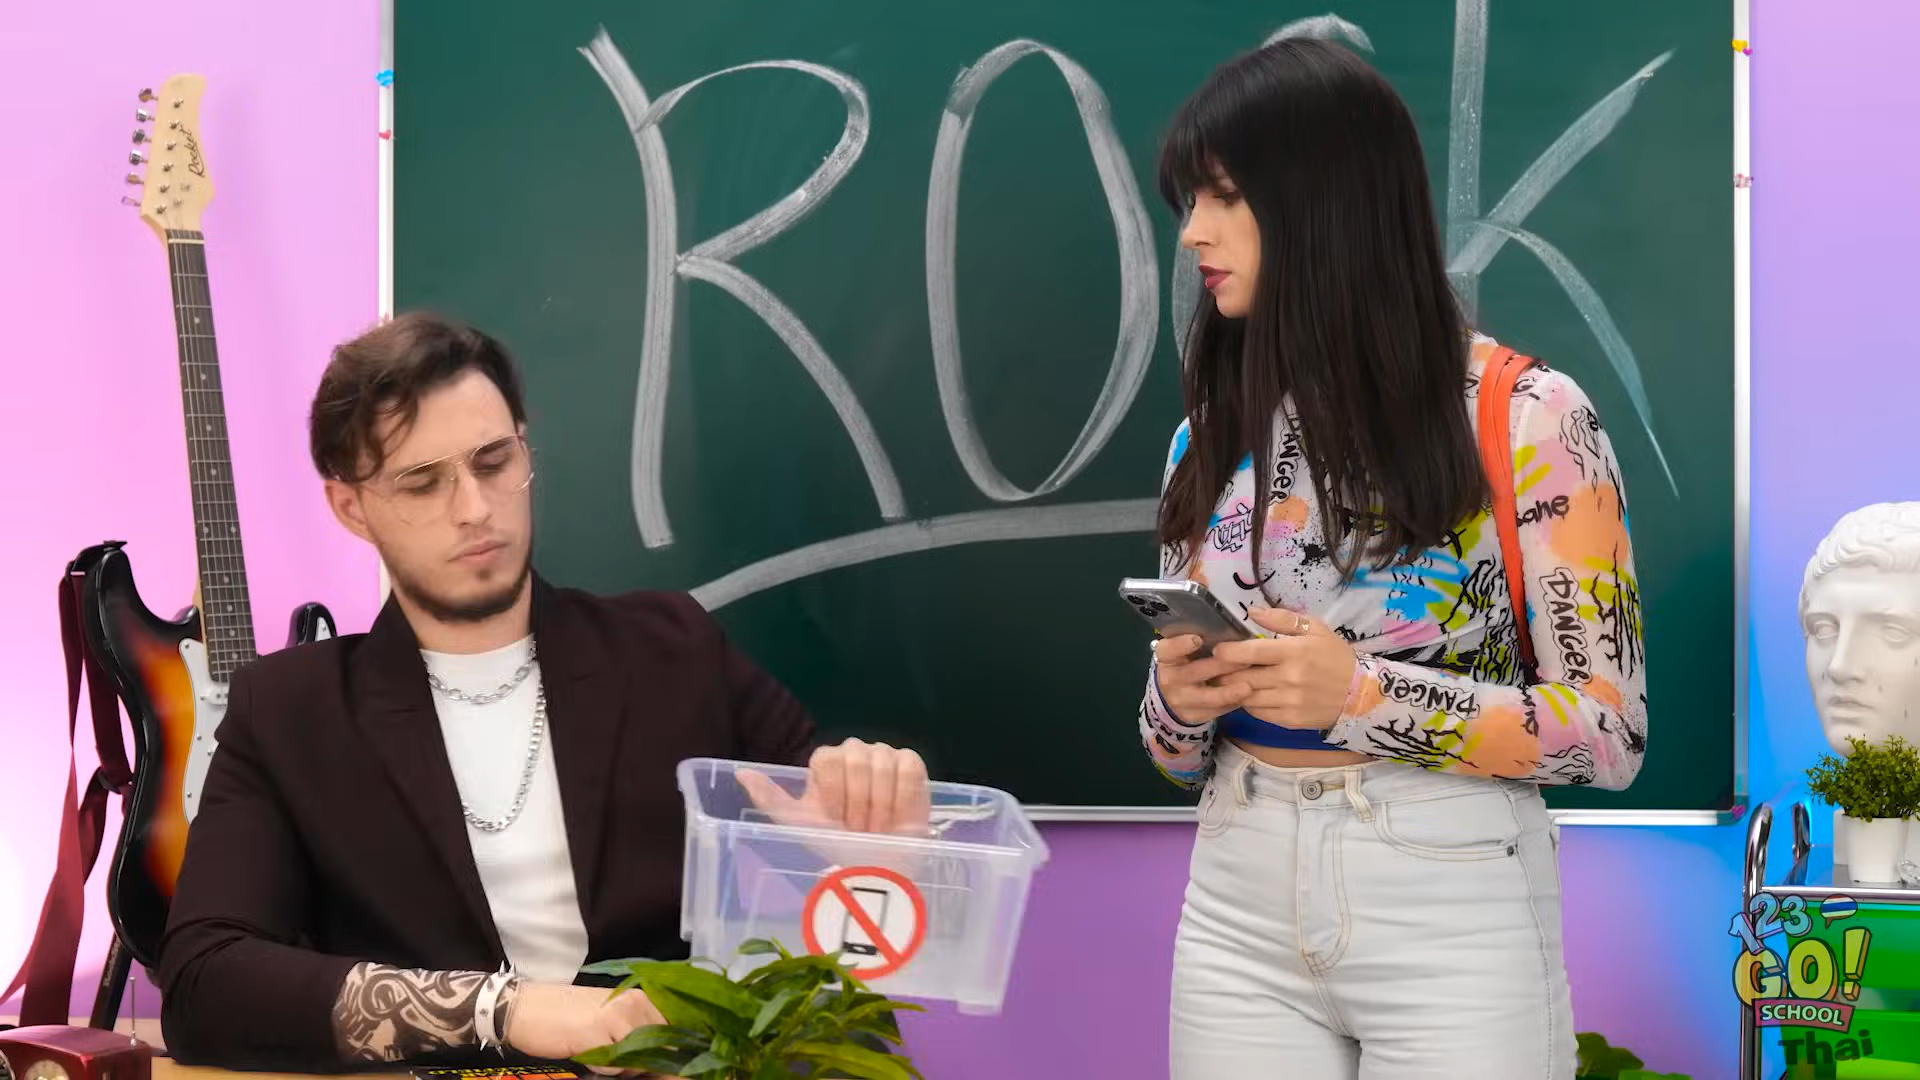 ROCK
Rocket
DANGER
DANGER
DANGER
123
GO!
SCHOOL
Thai